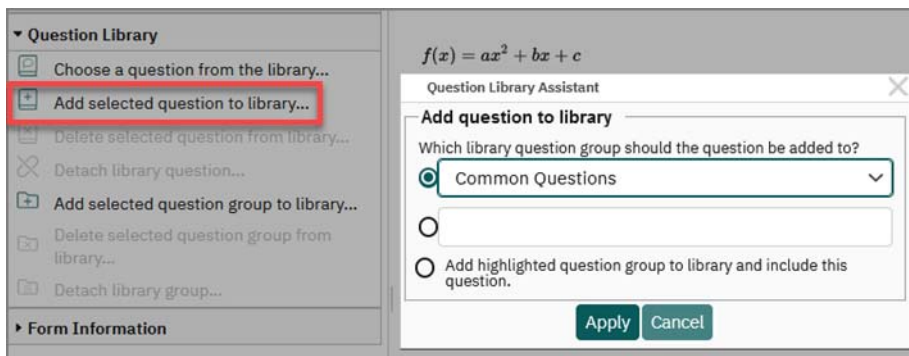 Question Library
Choose a question from the library...
Add selected question to library...
Delete selected question from library...
Detach library question...
Add selected question group to library...
Delete selected question group from
library...
Detach library group...
Form Information
f(x) = ax² + bx + c
Question Library Assistant
Add question to library
Which library question group should the question be added to?
Common Questions
Add highlighted question group to library and include this
question.
Apply Cancel